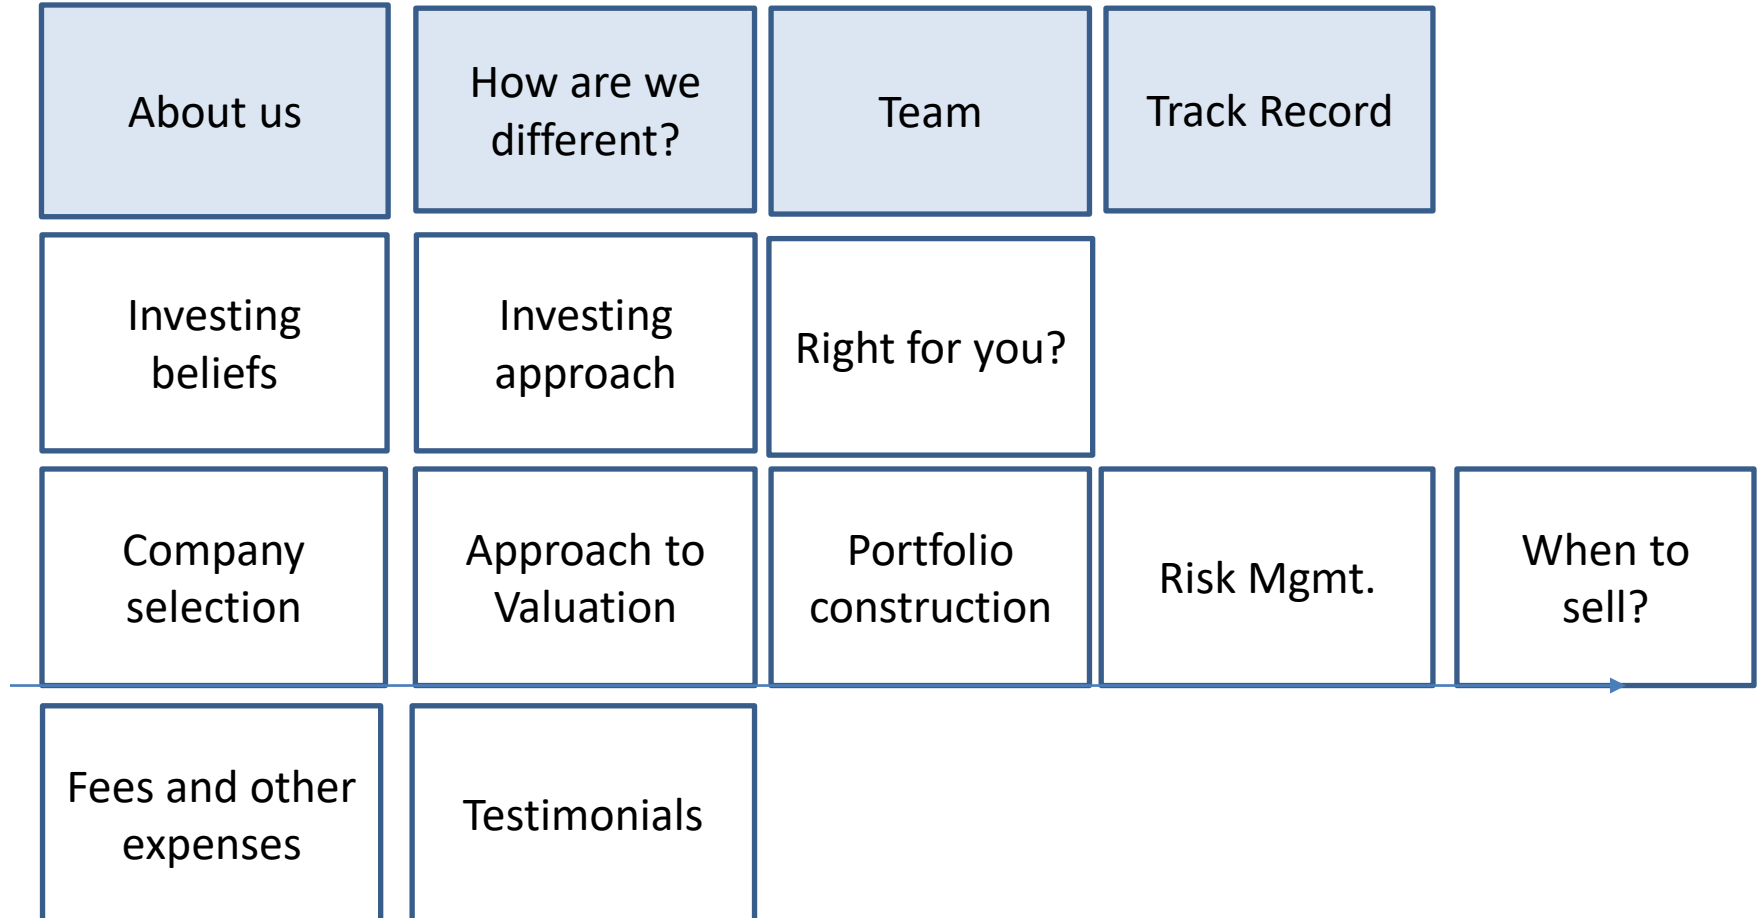 About us
How are we
different?
Team
Track Record
Investing
beliefs
Investing
approach
Right for you?
Company
selection
Approach to
Valuation
Portfolio
construction
Risk Mgmt.
When to
sell?
Fees and other
expenses
Testimonials